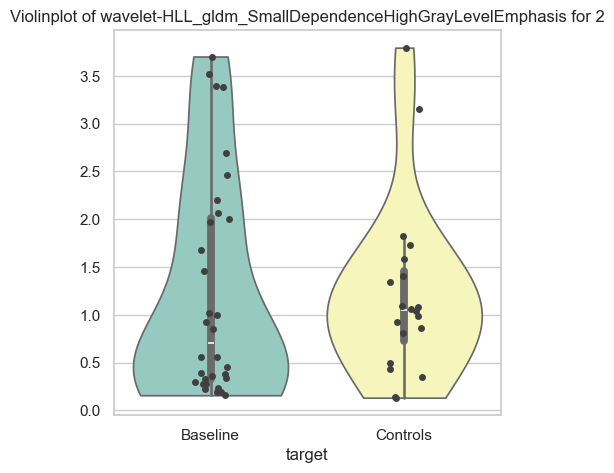 Violinplot of wavelet-HLL_gldm_SmallDependenceHighGrayLevelEmphasis for 2
3.5
3.0
2.5
2.0
1.5
1.0
0.5
0.0
Baseline Controls
target